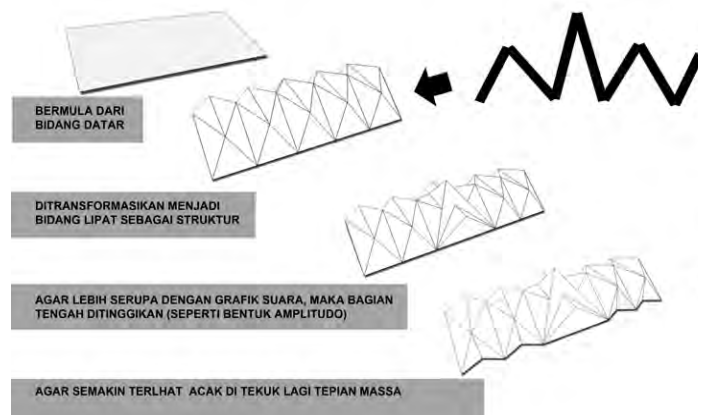 BERMULA DARI
BIDANG DATAR
DITRANSFORMASIKAN MENJADI
BIDANG LIPAT SEBAGAI STRUKTUR
AGAR LEBIH SERUPA DENGAN GRAFIK SUARA, MAKA BAGIAN
TENGAH DITINGGIKAN (SEPERTI BENTUK AMPLITUDO)
AGAR SEMAKIN TERLHAT ACAK DI TEKUK LAGI TEPIAN MASSA